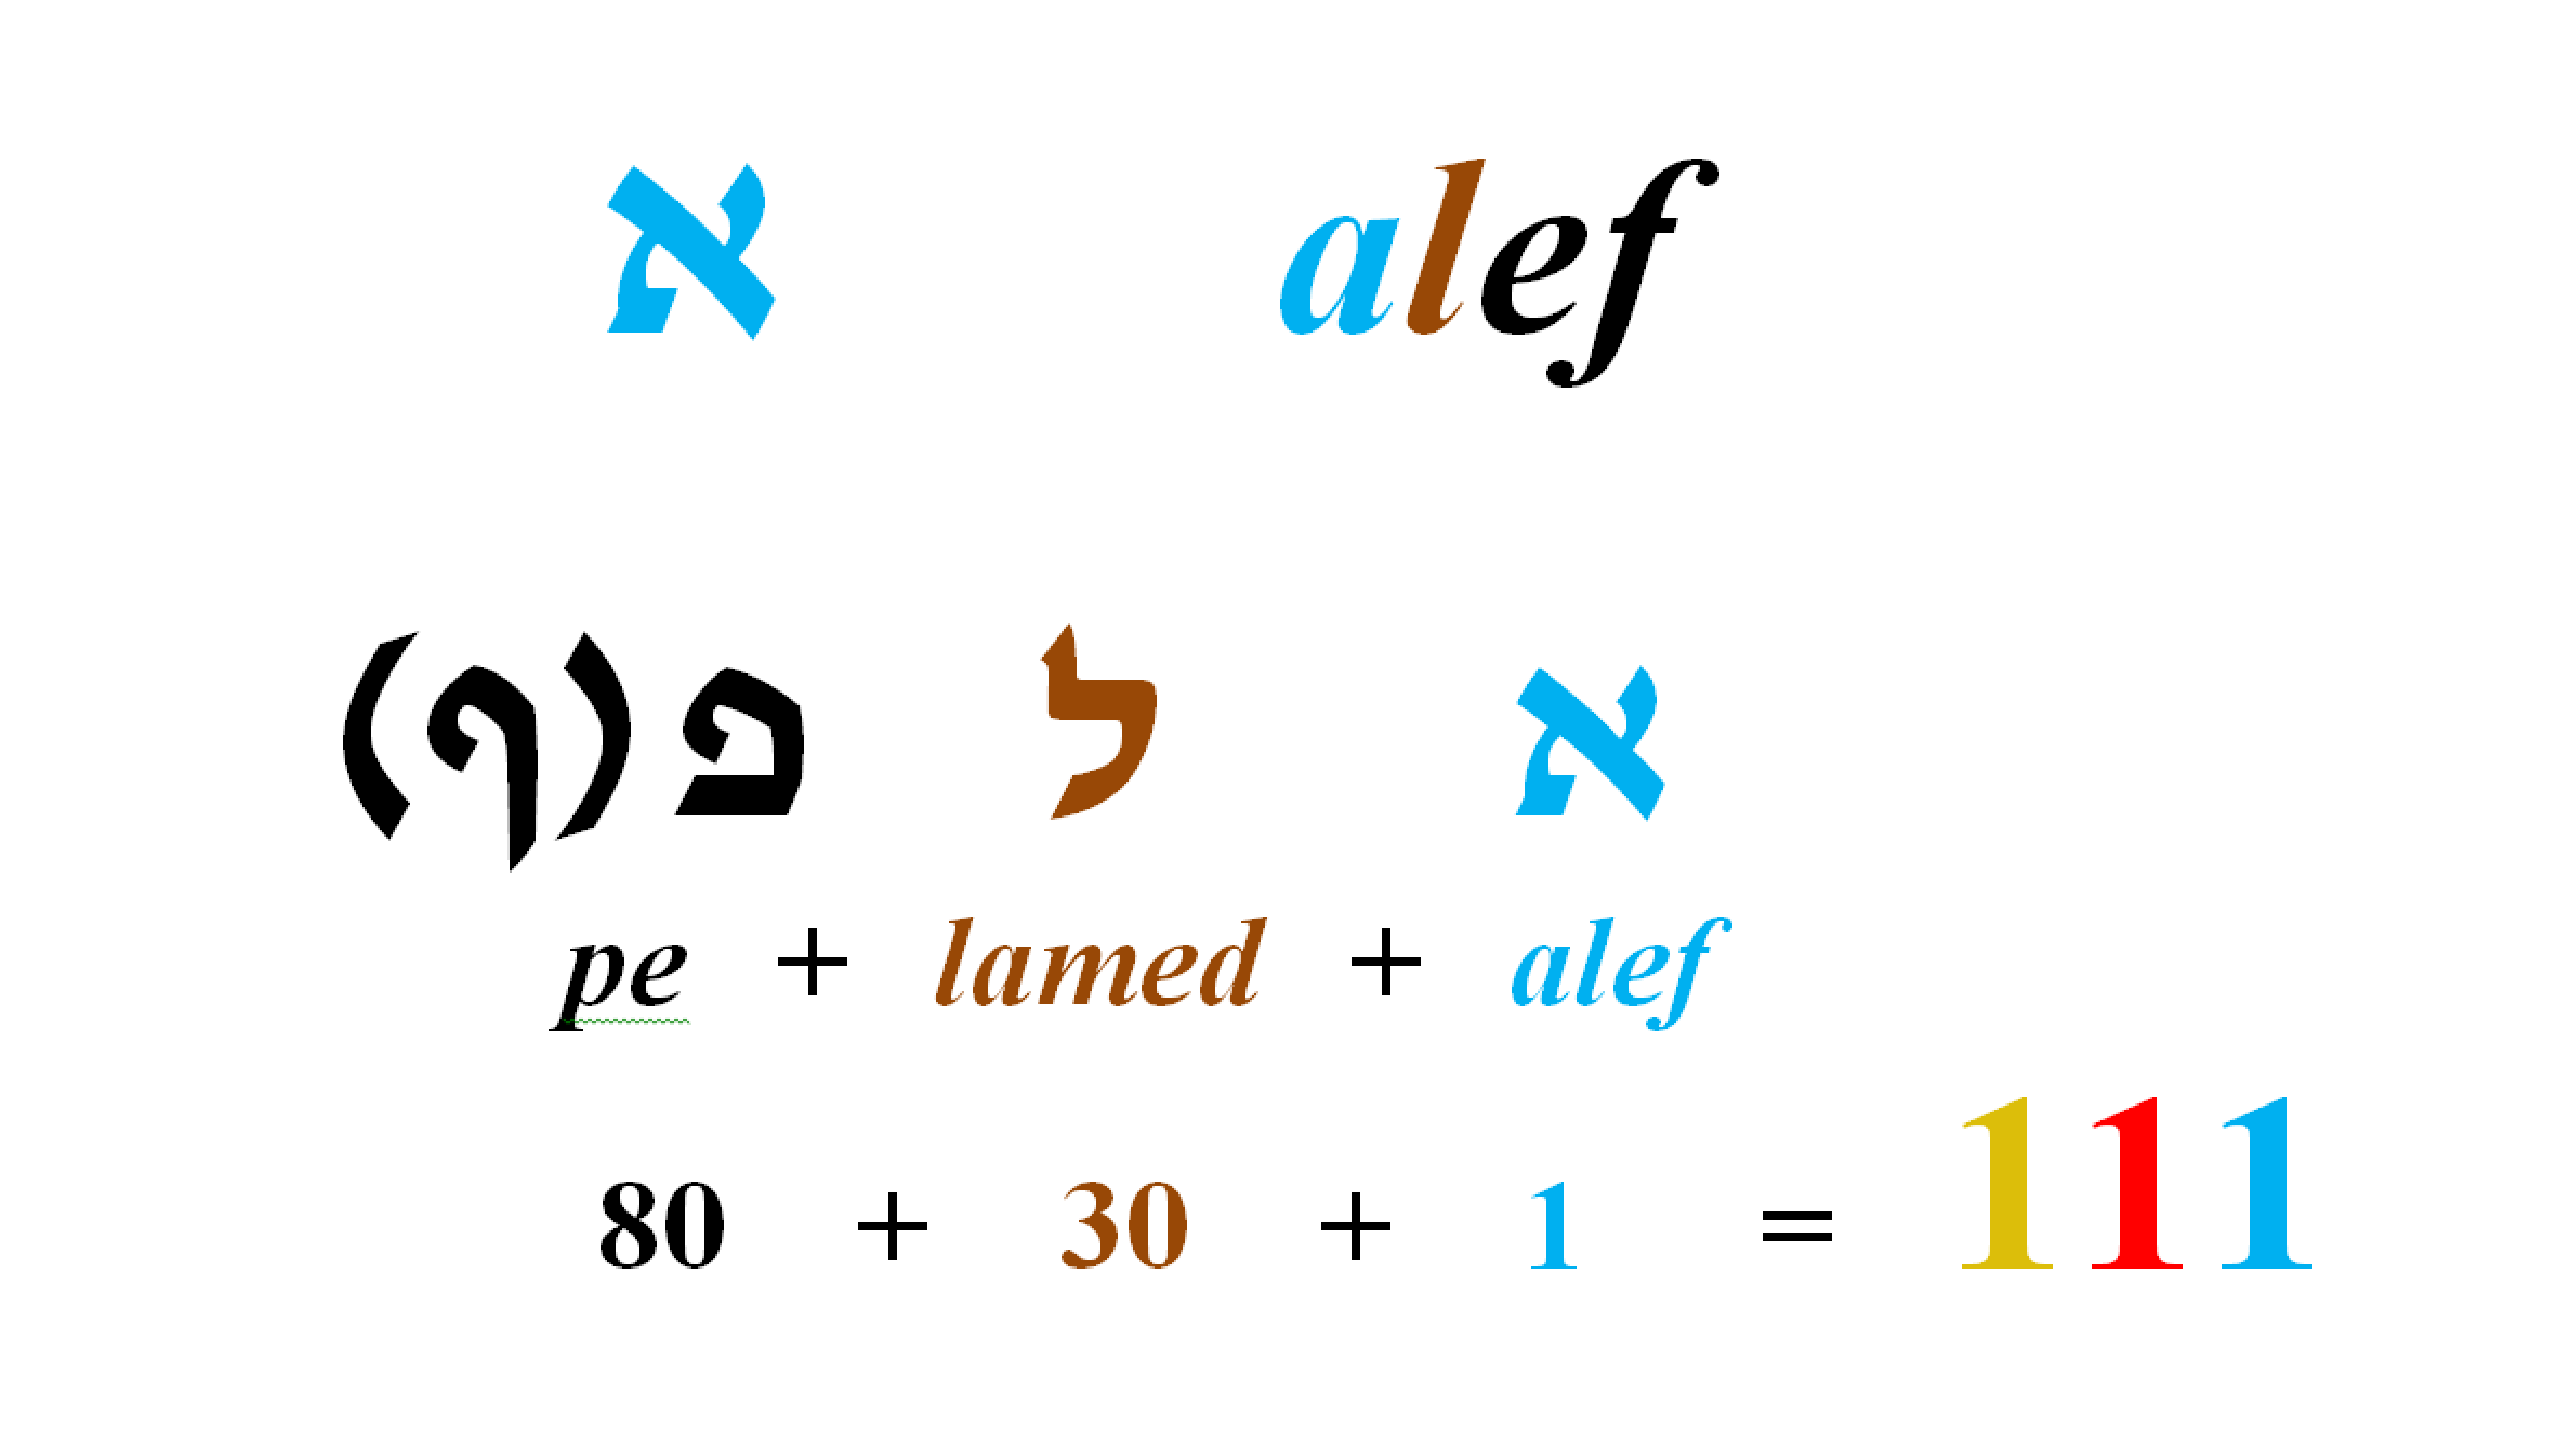 א alef
א ל פ(ף)
pe + lamed + alef
80 + 30 + 1 = 111